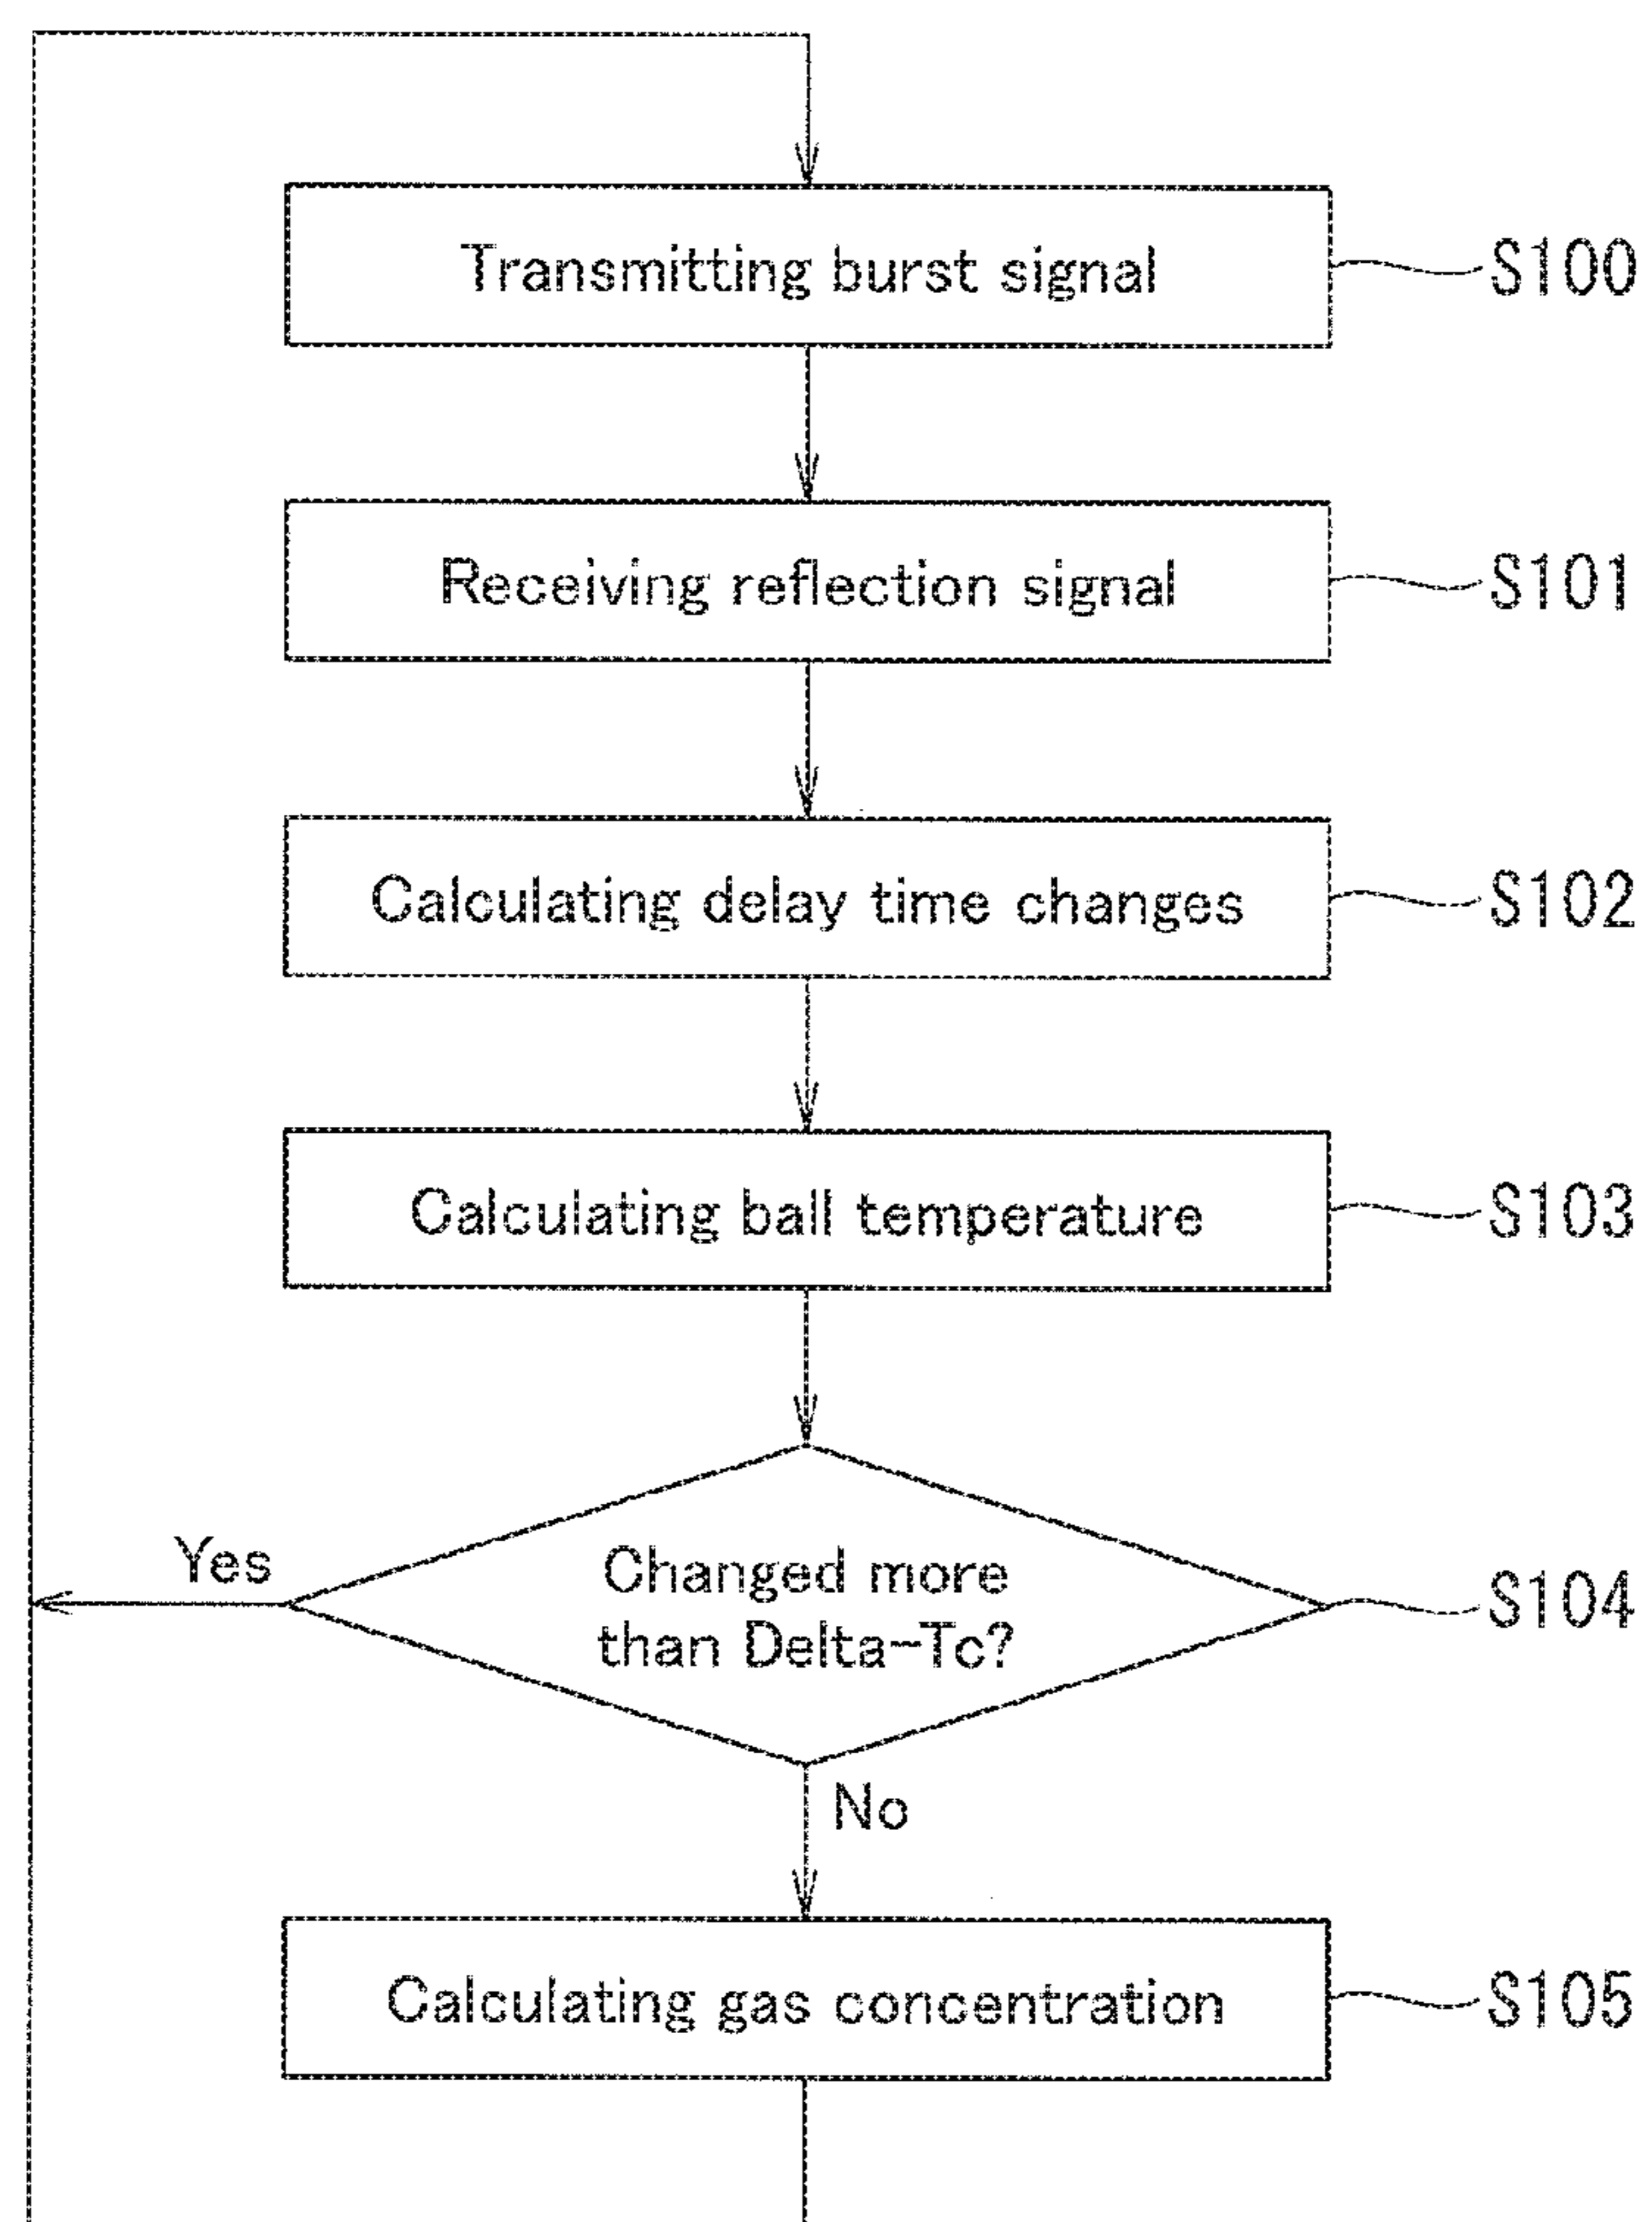 Transmitting burst signal
S100
Receiving reflection signal
S101
Calculating delay time changes
S102
Calculating ball temperature
S103
Yes
Changed more
than Delta-Tc?
S104
No
Calculating gas concentration
S105